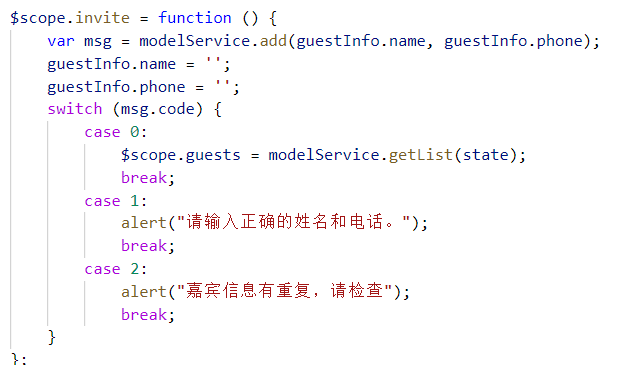 $scope.invite = function () {
    var msg = modelService.add(guestInfo.name, guestInfo.phone);
    guestInfo.name = '';
    guestInfo.phone = '';
    switch (msg.code) {
        case 0:
            $scope.guests = modelService.getList(state);
            break;
        case 1:
            alert("请输入正确的姓名和电话。");
            break;
        case 2:
            alert("嘉宾信息有重复，请检查");
            break;
    }
};